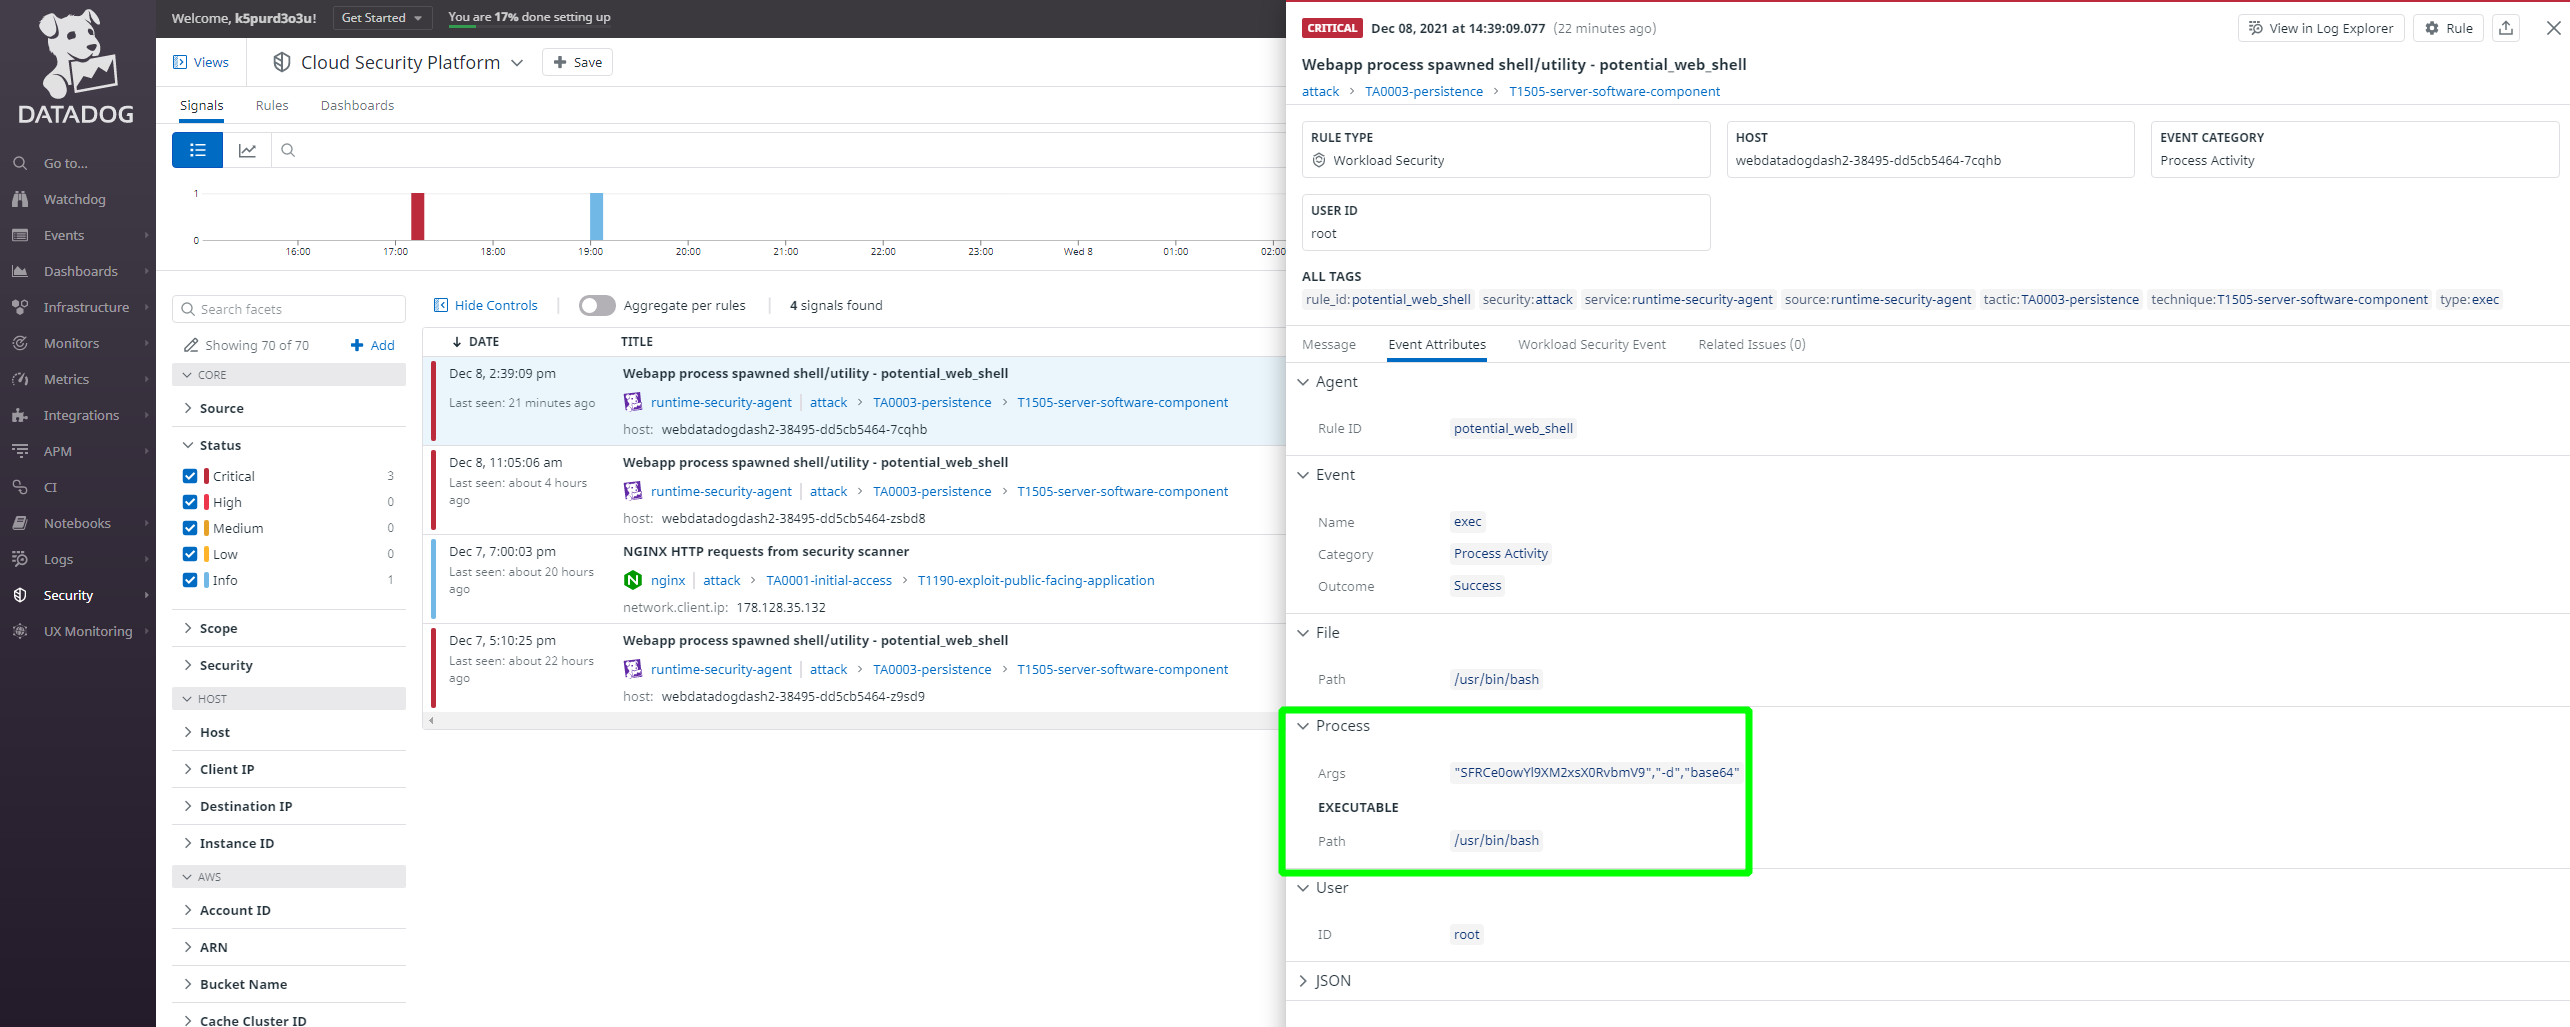 DATADOG
Go to...
Watchdog
Events
Dashboards
Infrastructure
Monitors
Metrics
Integrations
APM
CI
Notebooks
Logs
Security
UX Monitoring
Welcome, k5purd3o3u!
Get Started
You are 17% done setting up
Views
Cloud Security Platform
Save
Signals
Rules
Dashboards
1
0
16:00
17:00
18:00
19:00
20:00
21:00
22:00
23:00
Wed 8
01:00
02:00
Search facets
Showing 70 of 70
Add
CORE
Source
Status
Critical 3
High 0
Medium 0
Low 0
Info 1
Scope
Security
HOST
Host
Client IP
Destination IP
Instance ID
AWS
Account ID
ARN
Bucket Name
Cache Cluster ID
Hide Controls
Aggregate per rules
4 signals found
DATE TITLE
Dec 8, 2:39:09 pm
Last seen: 21 minutes ago
Webapp process spawned shell/utility - potential_web_shell
runtime-security-agent | attack > TA0003-persistence > T1505-server-software-component
host: webdatadogdash2-38495-dd5cb5464-7cqhb
Dec 8, 11:05:06 am
Last seen: about 4 hours
ago
Webapp process spawned shell/utility - potential_web_shell
runtime-security-agent | attack > TA0003-persistence > T1505-server-software-component
host: webdatadogdash2-38495-dd5cb5464-zsbd8
Dec 7, 7:00:03 pm
Last seen: about 20 hours
ago
NGINX HTTP requests from security scanner
nginx | attack > TA0001-initial-access > T1190-exploit-public-facing-application
network.client.ip: 178.128.35.132
Dec 7, 5:10:25 pm
Last seen: about 22 hours
ago
Webapp process spawned shell/utility - potential_web_shell
runtime-security-agent | attack > TA0003-persistence > T1505-server-software-component
host: webdatadogdash2-38495-dd5cb5464-z9sd9
CRITICAL Dec 08, 2021 at 14:39:09.077 (22 minutes ago)
View in Log Explorer
Rule
Webapp process spawned shell/utility - potential_web_shell
attack > TA0003-persistence > T1505-server-software-component
RULE TYPE
Workload Security
HOST
webdatadogdash2-38495-dd5cb5464-7cqhb
EVENT CATEGORY
Process Activity
USER ID
root
ALL TAGS
rule_id:potential_web_shell security:attack service:runtime-security-agent source:runtime-security-agent tactic:TA0003-persistence technique:T1505-server-software-component type:exec
Message
Event Attributes
Workload Security Event
Related Issues (0)
Agent
Rule ID potential_web_shell
Event
Name exec
Category Process Activity
Outcome Success
File
Path /usr/bin/bash
Process
Args "SFRCe0owYl9XM2xsX0RvbmV9","-d","base64"
EXECUTABLE
Path /usr/bin/bash
User
ID root
JSON